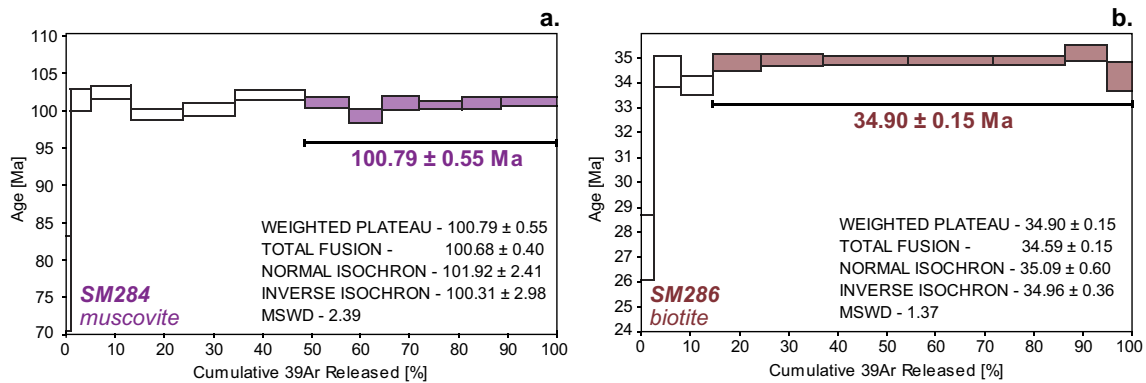 a.
Age [Ma]
110
105
100
95
90
85
80
75
70
100.79 ± 0.55 Ma
WEIGHTED PLATEAU - 100.79 ± 0.55
TOTAL FUSION - 100.68 ± 0.40
NORMAL ISOCHRON - 101.92 ± 2.41
INVERSE ISOCHRON - 100.31 ± 2.98
MSWD - 2.39
SM284
muscovite
0 10 20 30 40 50 60 70 80 90 100
Cumulative 39Ar Released [%]
b.
Age [Ma]
35
34
33
32
31
30
29
28
27
26
25
24
34.90 ± 0.15 Ma
WEIGHTED PLATEAU - 34.90 ± 0.15
TOTAL FUSION - 34.59 ± 0.15
NORMAL ISOCHRON - 35.09 ± 0.60
INVERSE ISOCHRON - 34.96 ± 0.36
MSWD - 1.37
SM286
biotite
0 10 20 30 40 50 60 70 80 90 100
Cumulative 39Ar Released [%]